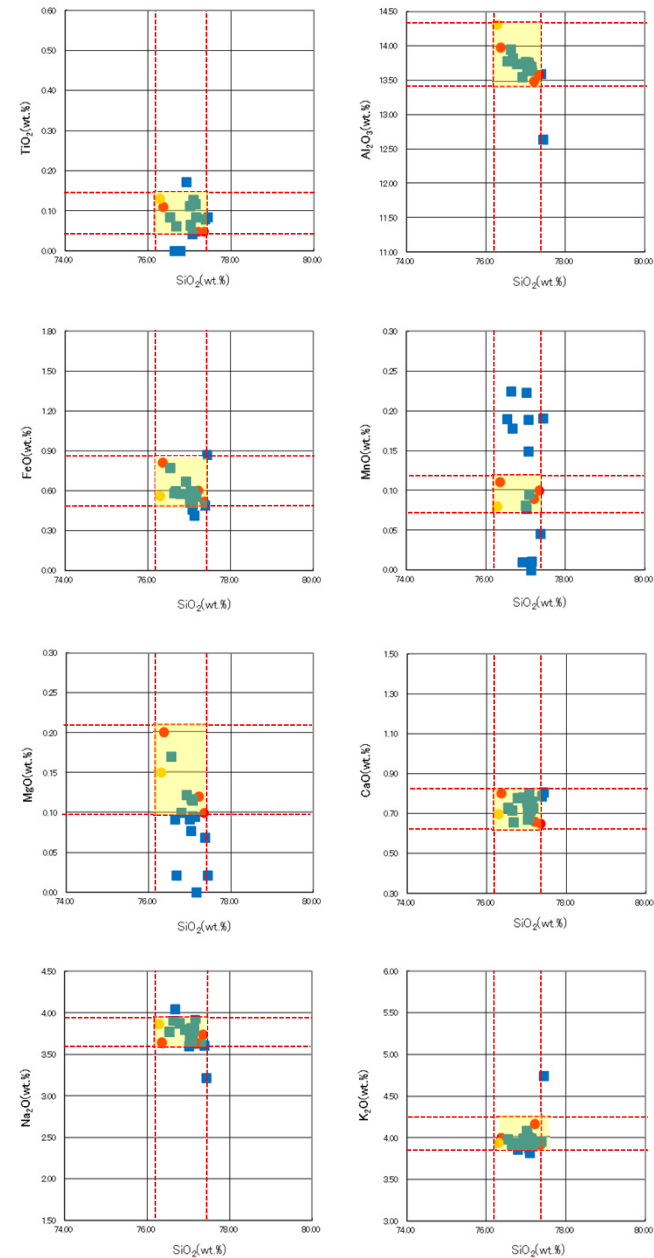 TiO₂(wt.%)
0.60
0.50
0.40
0.30
0.20
0.10
0.00
74.00 76.00 78.00 80.00
SiO₂(wt.%)
Al₂O₃(wt.%)
14.50
14.00
13.50
13.00
12.50
12.00
11.50
11.00
74.00 76.00 78.00 80.00
SiO₂(wt.%)
FeO(wt.%)
1.80
1.50
1.20
0.90
0.60
0.30
0.00
74.00 76.00 78.00 80.00
SiO₂(wt.%)
MnO(wt.%)
0.30
0.25
0.20
0.15
0.10
0.05
0.00
74.00 76.00 78.00 80.00
SiO₂(wt.%)
MgO(wt.%)
0.30
0.25
0.20
0.15
0.10
0.05
0.00
74.00 76.00 78.00 80.00
SiO₂(wt.%)
CaO(wt.%)
1.50
1.30
1.10
0.90
0.70
0.50
0.30
74.00 76.00 78.00 80.00
SiO₂(wt.%)
Na₂O(wt.%)
4.50
4.00
3.50
3.00
2.50
2.00
1.50
74.00 76.00 78.00 80.00
SiO₂(wt.%)
K₂O(wt.%)
6.00
5.50
5.00
4.50
4.00
3.50
3.00
74.00 76.00 78.00 80.00
SiO₂(wt.%)